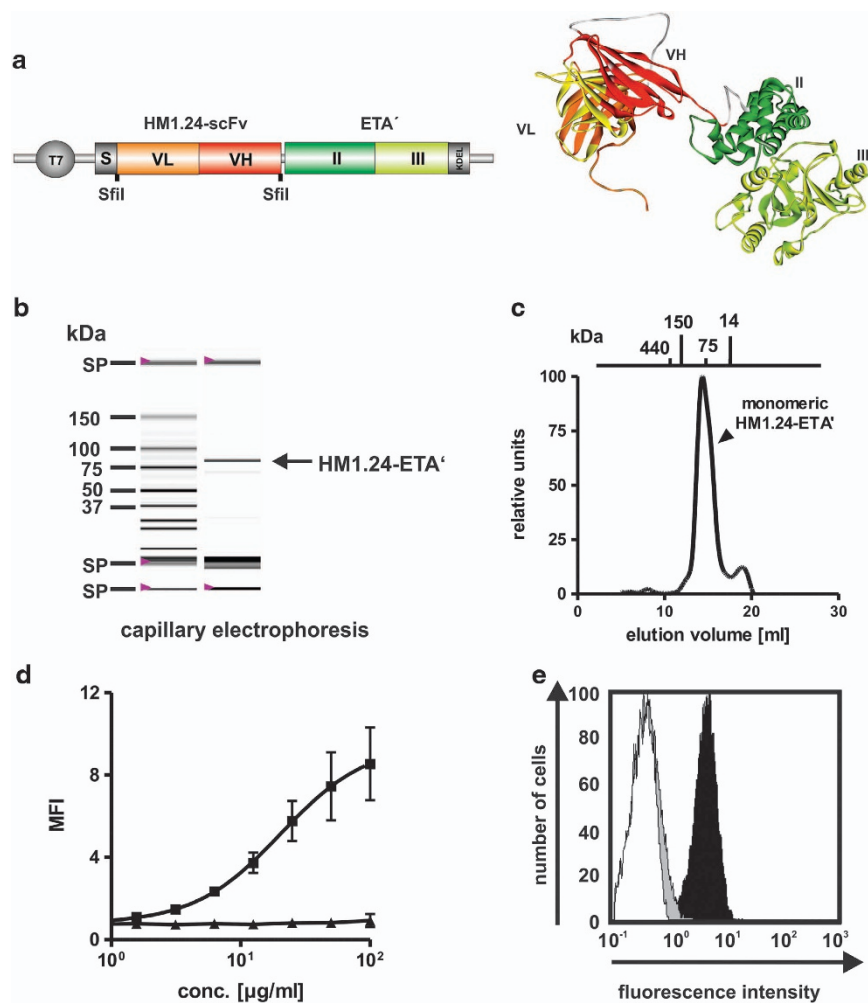 a
HM1.24-scFv
ETA´
T7
S
VL
VH
II
III
KDEL
SfiI
SfiI
VH
II
VL
III
b
kDa
SP
150
100
75
50
37
SP
SP
HM1.24-ETA‘
capillary electrophoresis
c
kDa
440
150
75
14
100
75
50
25
0
relative units
monomeric
HM1.24-ETA'
0
10
20
30
elution volume [ml]
d
12
8
4
0
MFI
10⁰
10¹
10²
conc. [µg/ml]
e
100
80
60
40
20
0
number of cells
10⁻¹
10⁰
10¹
10²
10³
fluorescence intensity